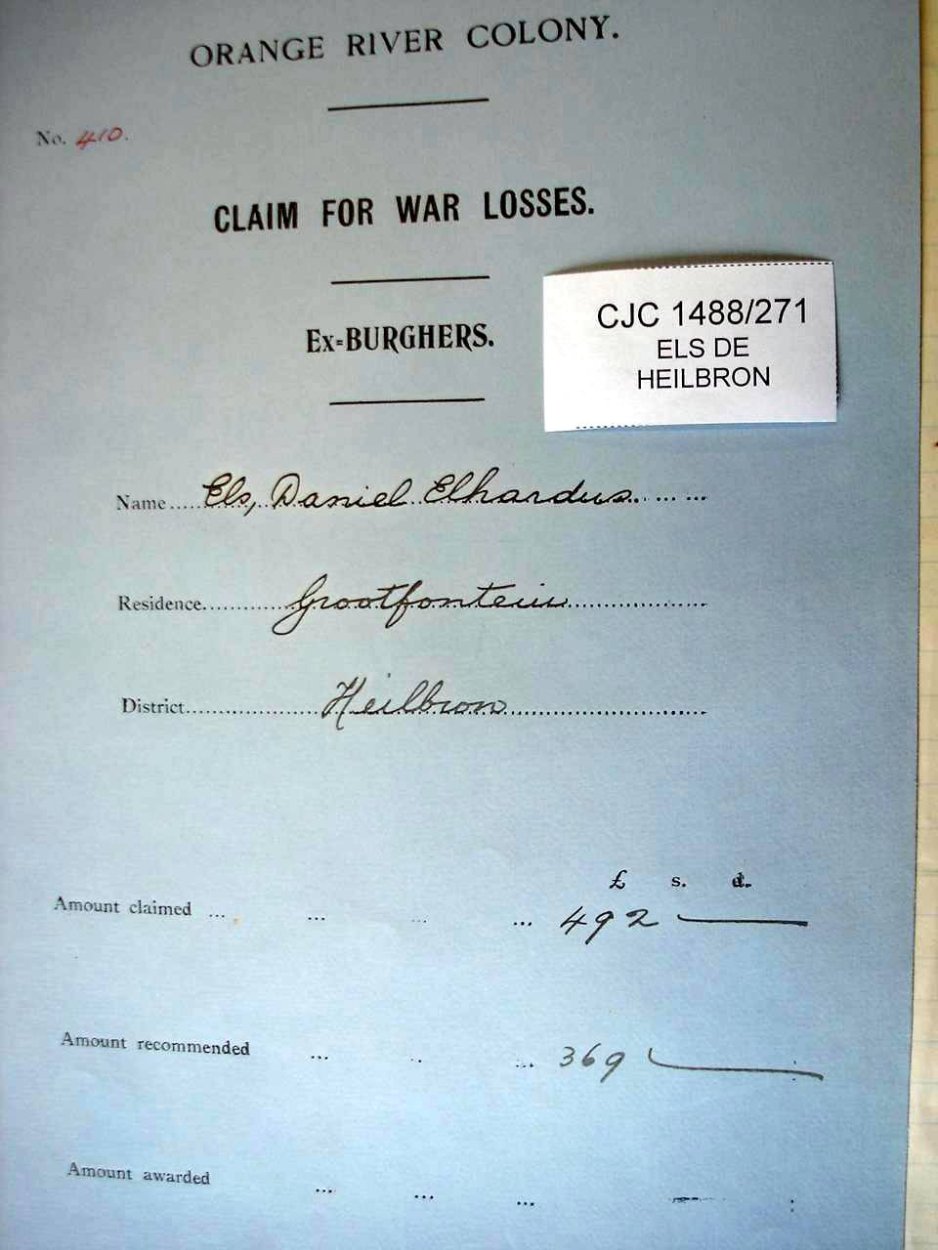 ORANGE RIVER COLONY.
No. 410.
CLAIM FOR WAR LOSSES.
Ex=BURGHERS.
CJC 1488/271
ELS DE
HEILBRON
Name.....Els, Daniel Elhardus.... ... ...
Residence............Grootfontein........................
District....................Heilbron....................................
£ s. d.
Amount claimed ... ... ... ... 492 ———
Amount recommended ... ... ... 369 ———
Amount awarded ... ... ...